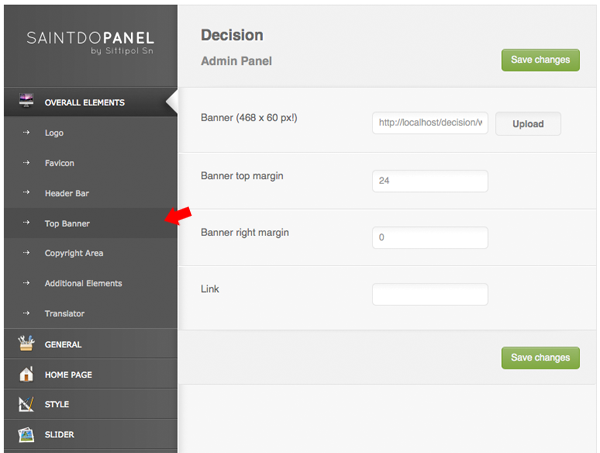 SAINTDOPANEL
by Sittipol Sn
OVERALL ELEMENTS
Logo
Favicon
Header Bar
Top Banner
Copyright Area
Additional Elements
Translator
GENERAL
HOME PAGE
STYLE
SLIDER
Decision
Admin Panel
Save changes
Banner (468 x 60 px!)
http://localhost/decision/w
Upload
Banner top margin
24
Banner right margin
0
Link
Save changes